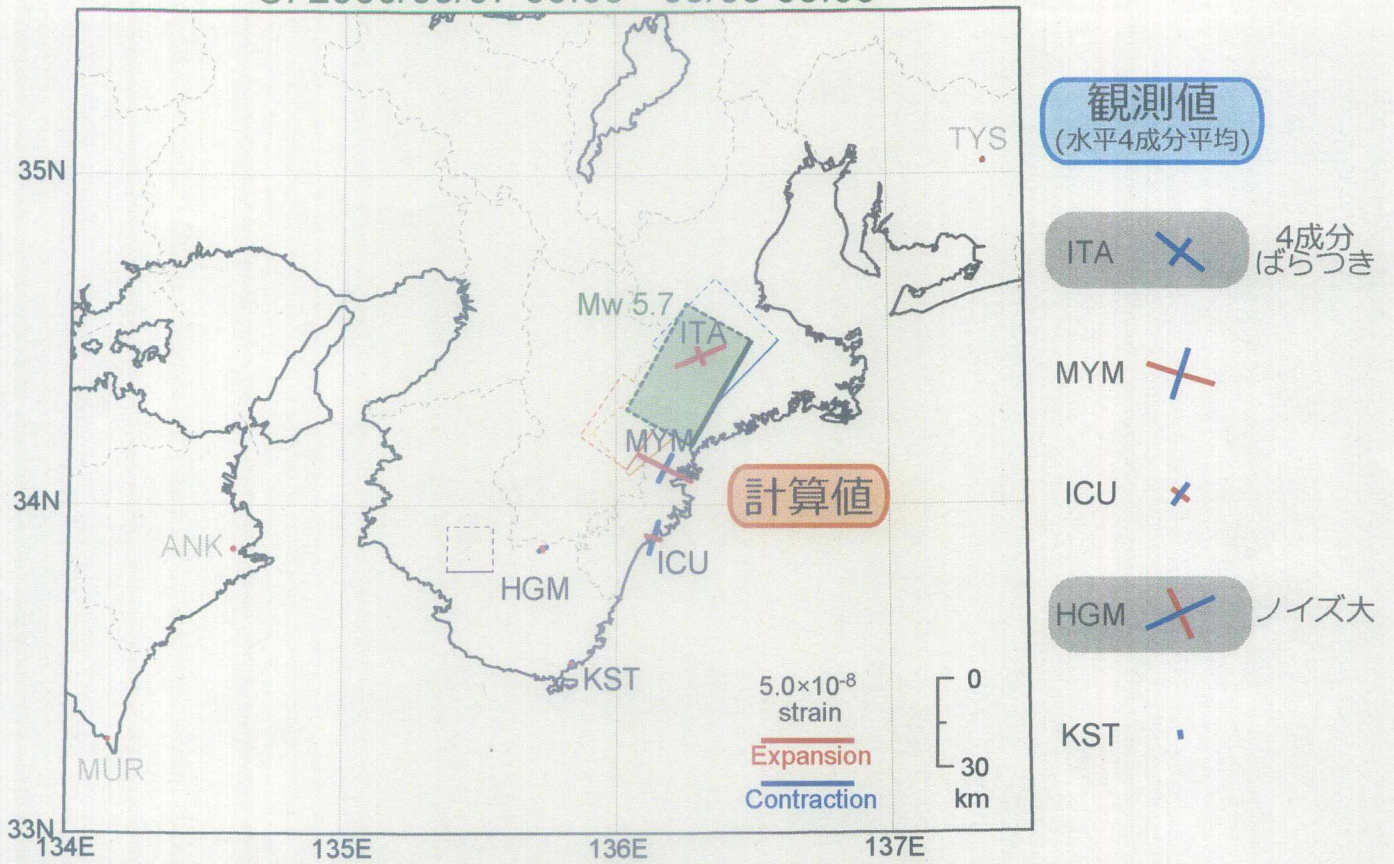 観測値
(水平4成分平均)
TYS
35N
ITA
4成分
ばらつき
Mw 5.7
ITA
MYM
MYM
計算値
34N
ICU
ANK
ICU
HGM
HGM
ノイズ大
KST
5.0×10-8
strain
Expansion
Contraction
0
30
km
KST
MUR
33N
134E
135E
136E
137E